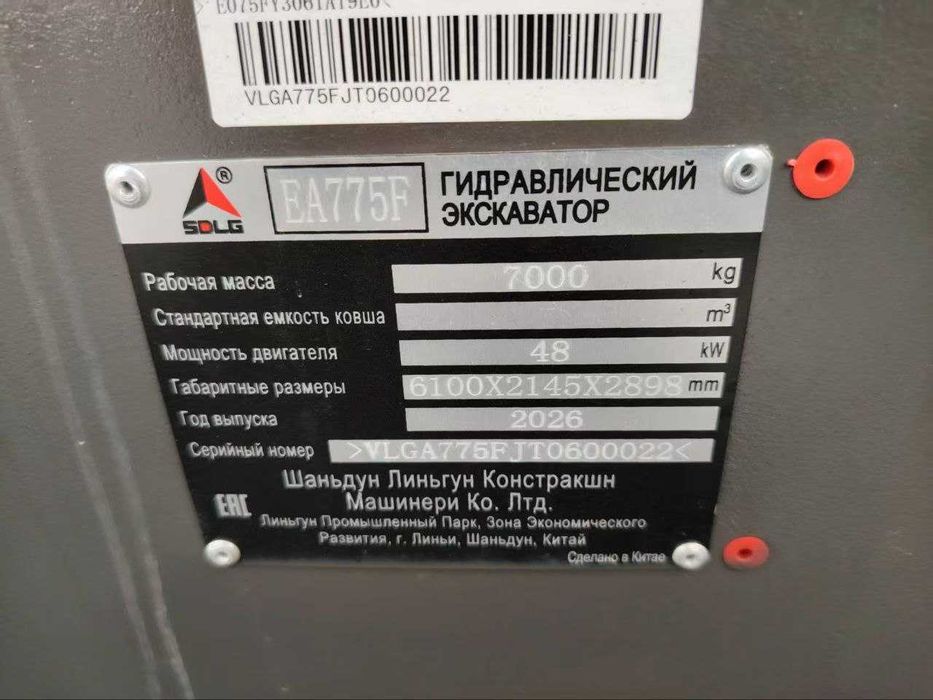 VLGA775FJT0600022
SDLG ® EA775F ГИДРАВЛИЧЕСКИЙ
ЭКСКАВАТОР
Рабочая масса 7000 kg
Стандартная емкость ковша m³
Мощность двигателя 48 kW
Габаритные размеры 6100X2145X2898 mm
Год выпуска 2026
Серийный номер >VLGA775FJT0600022<
Шаньдун Линьгун Констракшн
Машинери Ко. Лтд.
EAC
Линьгун Промышленный Парк, Зона Экономического
Развития, г. Линьи, Шаньдун, Китай
Сделано в Китае